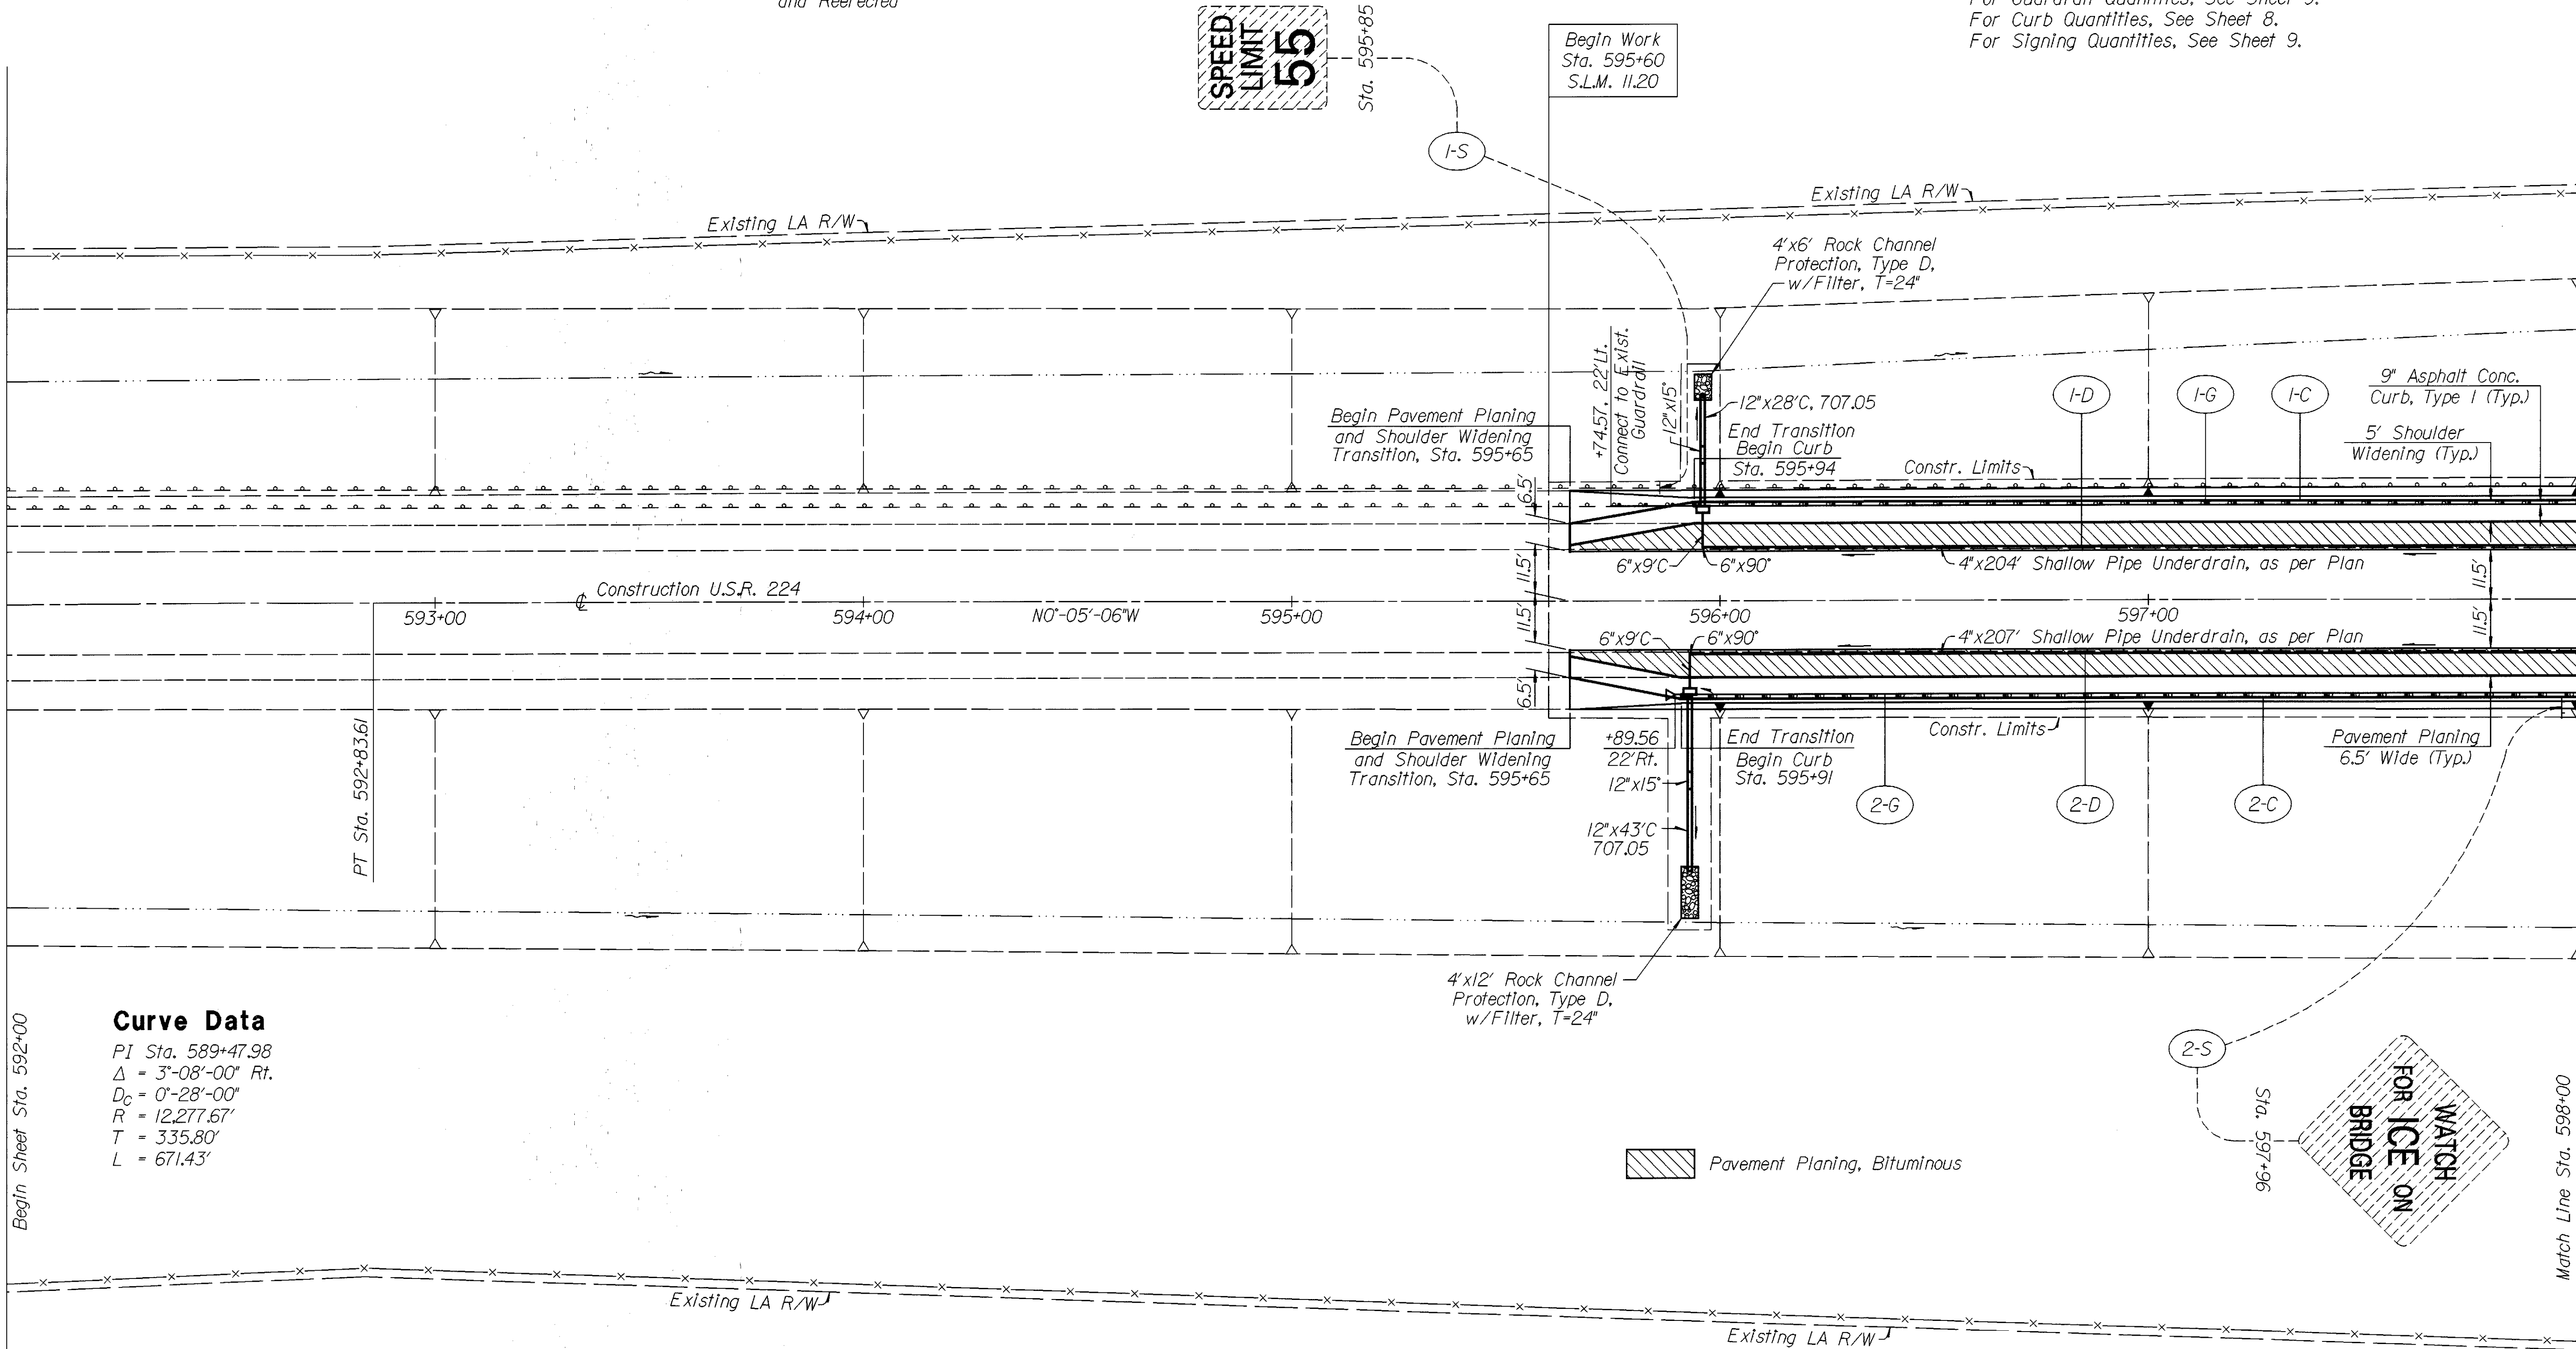 and Reerected
SPEED
LIMIT
55
Sta. 595+85
Begin Work
Sta. 595+60
S.L.M. 11.20
For Guardrail Quantities, See Sheet 9.
For Curb Quantities, See Sheet 8.
For Signing Quantities, See Sheet 9.
1-S
Existing LA R/W
Existing LA R/W
4'x6' Rock Channel
Protection, Type D,
w/Filter, T=24"
+74.57, 22'Lt.
Connect to Exist.
Guardrail
12"x15°
12"x28'C, 707.05
Begin Pavement Planing
and Shoulder Widening
Transition, Sta. 595+65
End Transition
Begin Curb
Sta. 595+94
1-D
1-G
1-C
9" Asphalt Conc.
Curb, Type 1 (Typ.)
5' Shoulder
Widening (Typ.)
Constr. Limits
6.5'
6"x9'C
6"x90°
4"x204' Shallow Pipe Underdrain, as per Plan
11.5'
11.5'
℄ Construction U.S.R. 224
593+00
594+00
N0°-05'-06"W
595+00
596+00
597+00
11.5'
11.5'
6"x9'C
6"x90°
4"x207' Shallow Pipe Underdrain, as per Plan
6.5'
PT Sta. 592+83.61
Begin Pavement Planing
and Shoulder Widening
Transition, Sta. 595+65
+89.56
22'Rt.
12"x15°
12"x43'C
707.05
End Transition
Begin Curb
Sta. 595+91
Constr. Limits
Pavement Planing
6.5' Wide (Typ.)
2-G
2-D
2-C
4'x12' Rock Channel
Protection, Type D,
w/Filter, T=24"
Begin Sheet Sta. 592+00
Curve Data
PI Sta. 589+47.98
Δ = 3°-08'-00" Rt.
Dc = 0°-28'-00"
R = 12,277.67'
T = 335.80'
L = 671.43'
2-S
Sta. 597+96
WATCH
FOR ICE ON
BRIDGE
Match Line Sta. 598+00
Pavement Planing, Bituminous
Existing LA R/W
Existing LA R/W